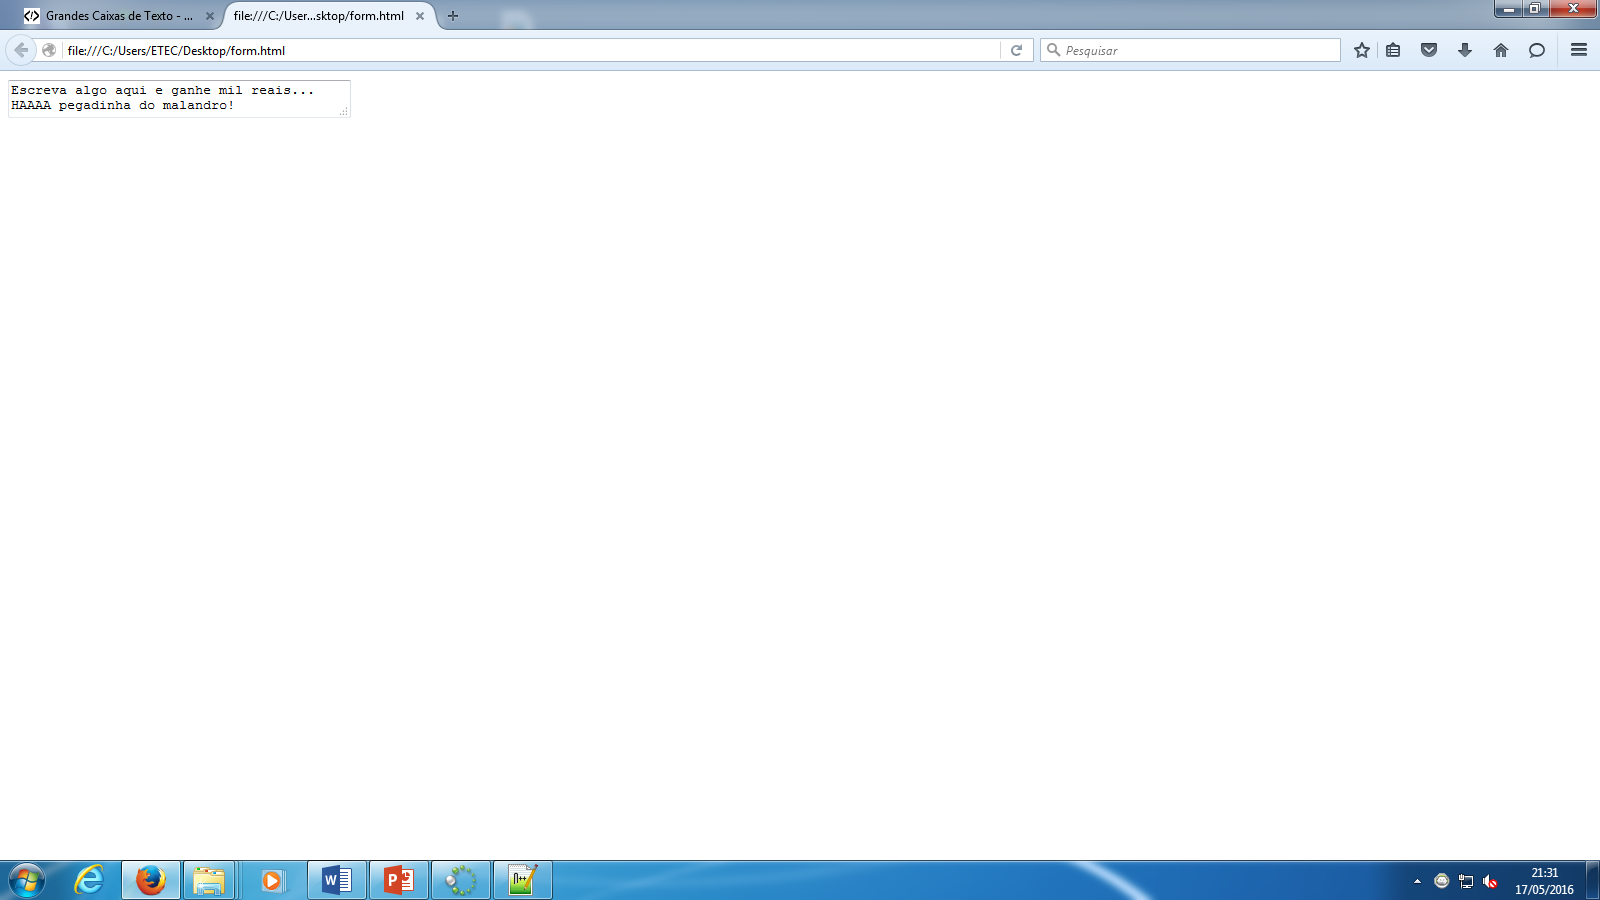 Grandes Caixas de Texto - ...
file:///C:/User...sktop/form.html
file:///C:/Users/ETEC/Desktop/form.html
Pesquisar
Escreva algo aqui e ganhe mil reais...
HAAAA pegadinha do malandro!
21:31
17/05/2016